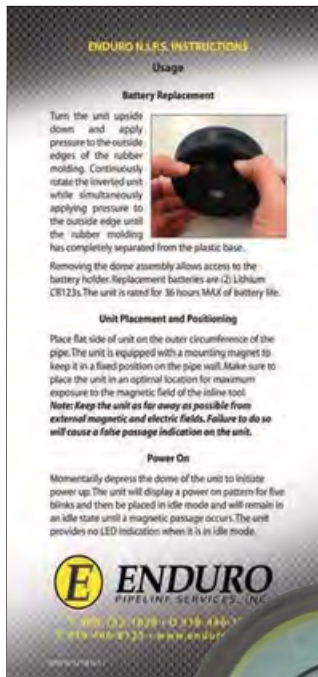 ENDURO N.I.P.S. INSTRUCTIONS
Usage
Battery Replacement
Turn the unit upside
down and apply
pressure to the outside
edges of the rubber
molding. Continuously
rotate the inverted unit
while simultaneously
applying pressure to
the outside edge until
the rubber molding
has completely separated from the plastic base.
Removing the dome assembly allows access to the
battery holder. Replacement batteries are (2) Lithium
CR123s. The unit is rated for 36 hours MAX of battery life.
Unit Placement and Positioning
Place flat side of unit on the outer circumference of the
pipe. The unit is equipped with a mounting magnet to
keep it in a fixed position on the pipe wall. Make sure to
place the unit in an optimal location for maximum
exposure to the magnetic field of the inline tool.
Note: Keep the unit as far away as possible from
external magnetic and electric fields. Failure to do so
will cause a false passage indication on the unit.
Power On
Momentarily depress the dome of the unit to initiate
power up. The unit will display a power on pattern for five
blinks and then be placed in idle mode and will remain in
an idle state until a magnetic passage occurs. The unit
provides no LED indication when it is in idle mode.
E ENDURO
PIPELINE SERVICES, INC.